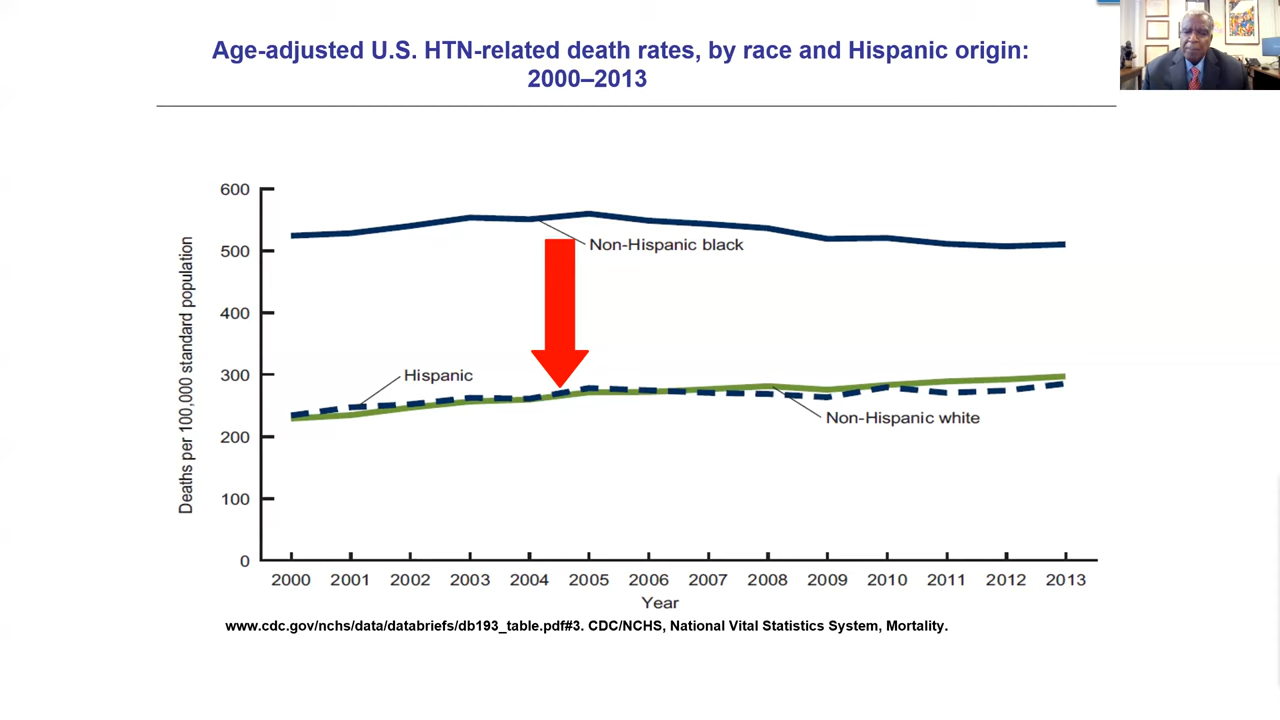 Age-adjusted U.S. HTN-related death rates, by race and Hispanic origin:
2000–2013
Deaths per 100,000 standard population
600
500
400
300
200
100
0
Non-Hispanic black
Hispanic
Non-Hispanic white
2000 2001 2002 2003 2004 2005 2006 2007 2008 2009 2010 2011 2012 2013
Year
www.cdc.gov/nchs/data/databriefs/db193_table.pdf#3. CDC/NCHS, National Vital Statistics System, Mortality.